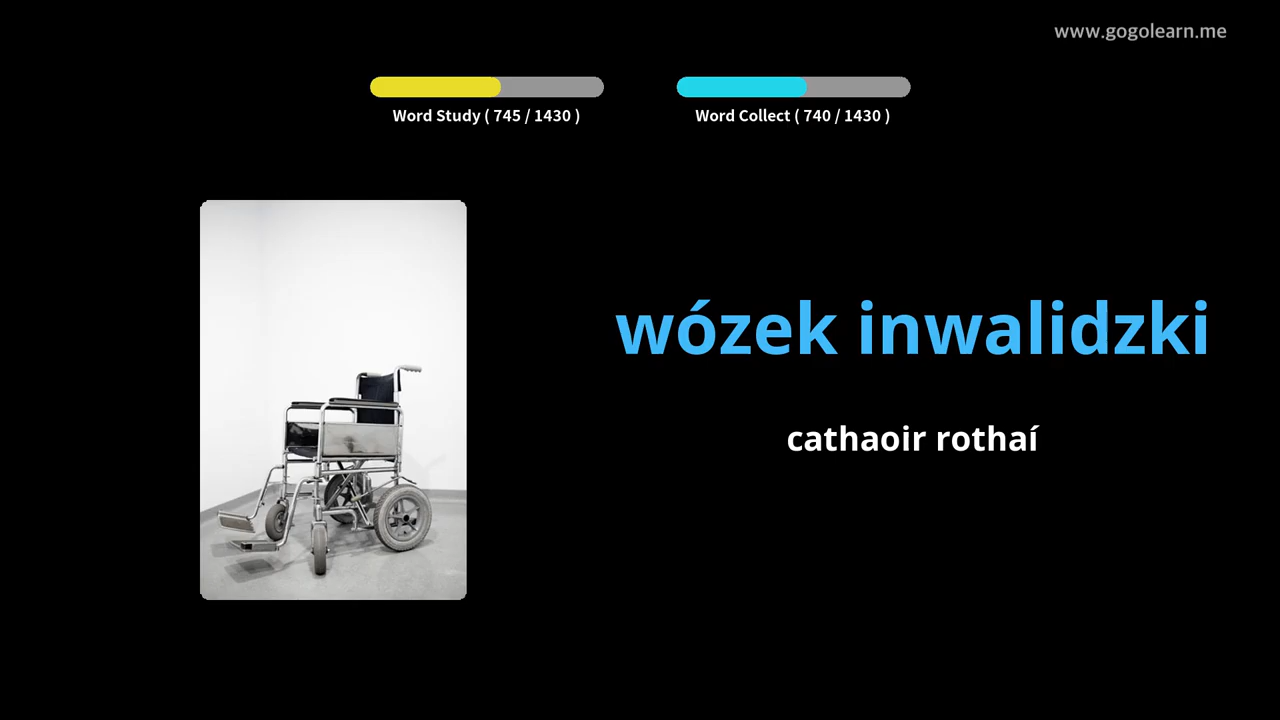 www.gogolearn.me
Word Study ( 745 / 1430 )
Word Collect ( 740 / 1430 )
wózek inwalidzki
cathaoir rothaí